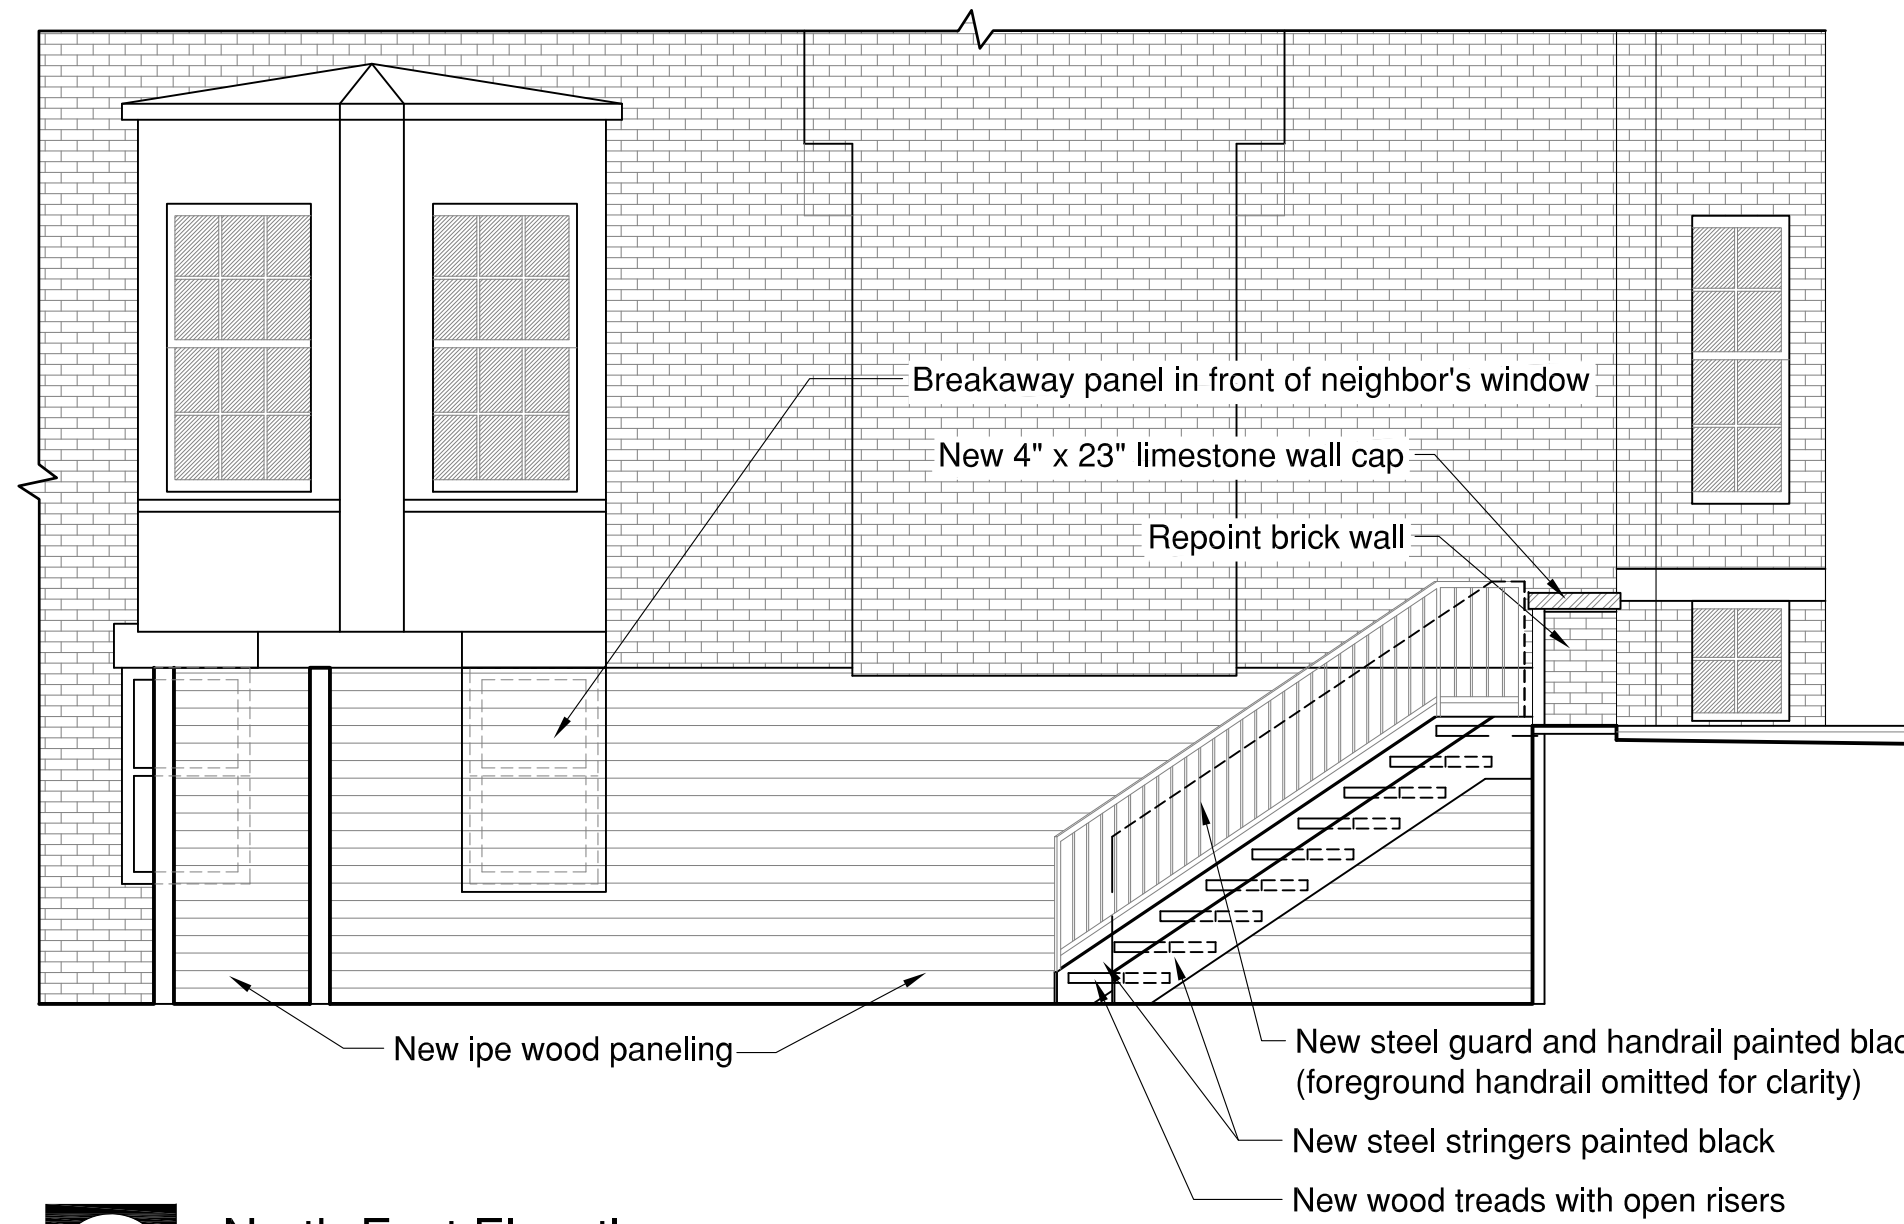 Breakaway panel in front of neighbor's window
New 4" x 23" limestone wall cap
Repoint brick wall
New ipe wood paneling
New steel guard and handrail painted
(foreground handrail omitted for clarity)
New steel stringers painted black
New wood treads with open risers